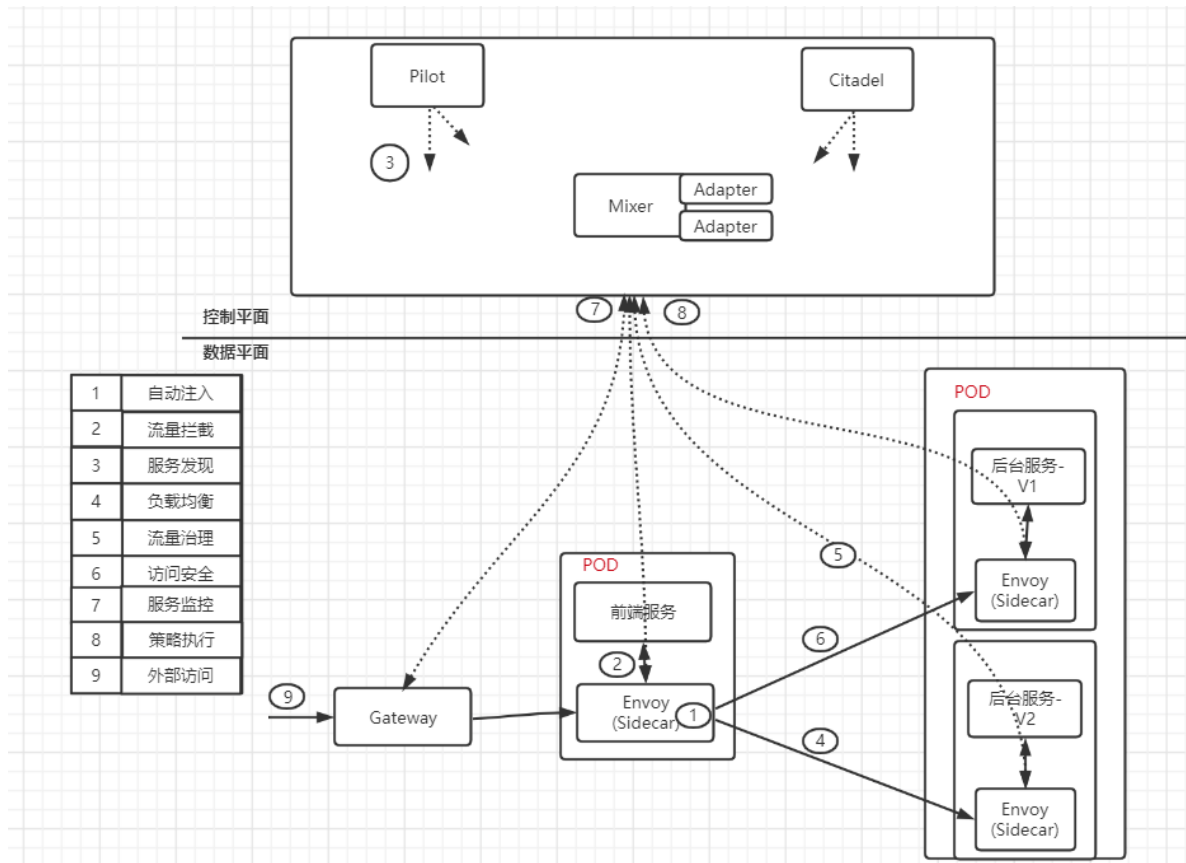 Pilot
Citadel
3
Mixer
Adapter
Adapter
7
8
控制平面
数据平面
1 自动注入
2 流量拦截
3 服务发现
4 负载均衡
5 流量治理
6 访问安全
7 服务监控
8 策略执行
9 外部访问
POD
后台服务-
V1
Envoy
(Sidecar)
5
POD
前端服务
2
6
9
Gateway
Envoy
(Sidecar)
1
4
后台服务-
V2
Envoy
(Sidecar)